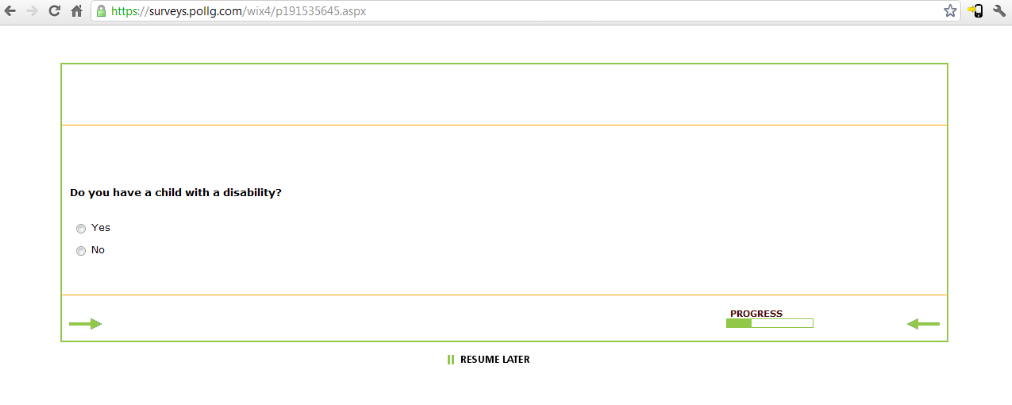 https://surveys.pollg.com/wix4/p191535645.aspx
Do you have a child with a disability?
Yes
No
PROGRESS
RESUME LATER